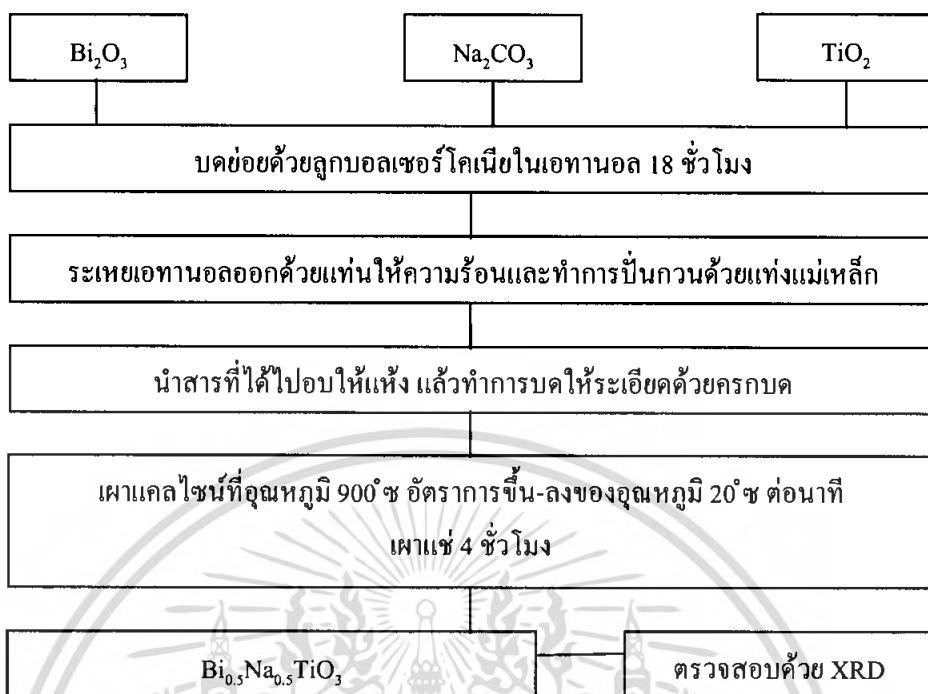 Bi₂O₃ Na₂CO₃ TiO₂
บดย่อยด้วยลูกบอลเซอร์โคเนียในเอทานอล 18 ชั่วโมง
ระเหยเอทานอลออกด้วยแท่นให้ความร้อนและทำการปั่นกวนด้วยแท่งแม่เหล็ก
นำสารที่ได้ไปอบให้แห้ง แล้วทำการบดให้ระเอียดด้วยครกบด
เผาแคลไซน์ที่อุณหภูมิ 900 ํซ อัตราการขึ้น-ลงของอุณหภูมิ 20 ํซ ต่อนาที
เผาแช่ 4 ชั่วโมง
Bi₀.₅Na₀.₅TiO₃ ตรวจสอบด้วย XRD